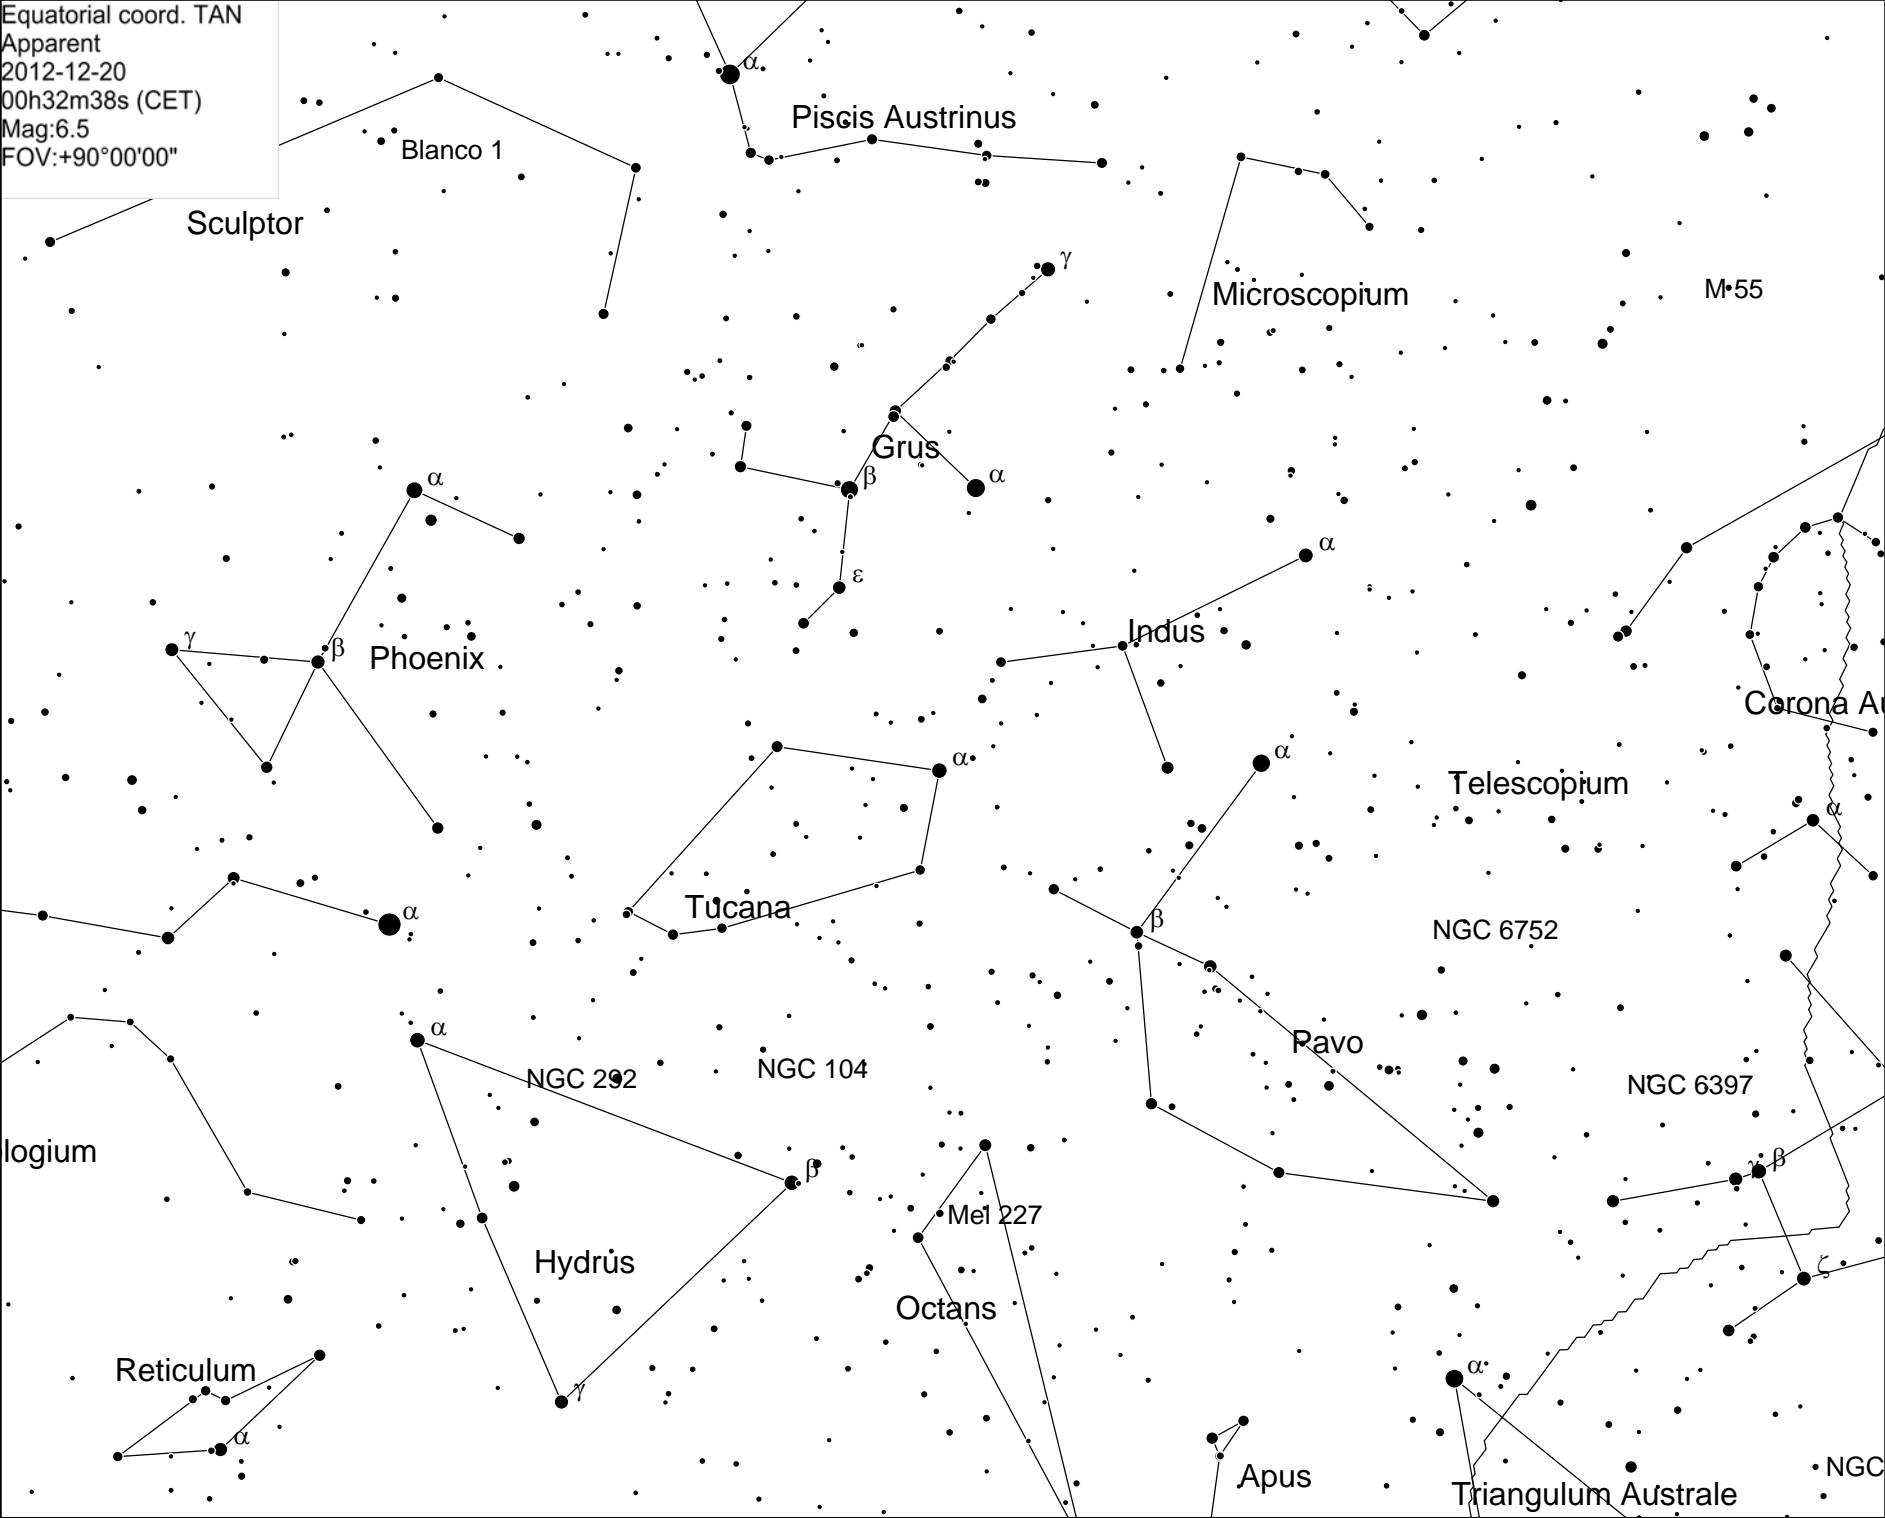 Equatorial coord. TAN
Apparent
2012-12-20
00h32m38s (CET)
Mag:6.5
FOV:+90°00'00"
α
Piscis Austrinus
Blanco 1
Sculptor
γ
Microscopium
M 55
Grus
α
β
α
α
ε
Indus
γ
β
Phoenix
Corona Au
α
α
Telescopium
α
Tucana
α
β
NGC 6752
α
Pavo
NGC 292
NGC 104
NGC 6397
logium
β
γ
β
Mel 227
Hydrus
ζ
Octans
Reticulum
α
γ
α
Apus
NGC
Triangulum Australe